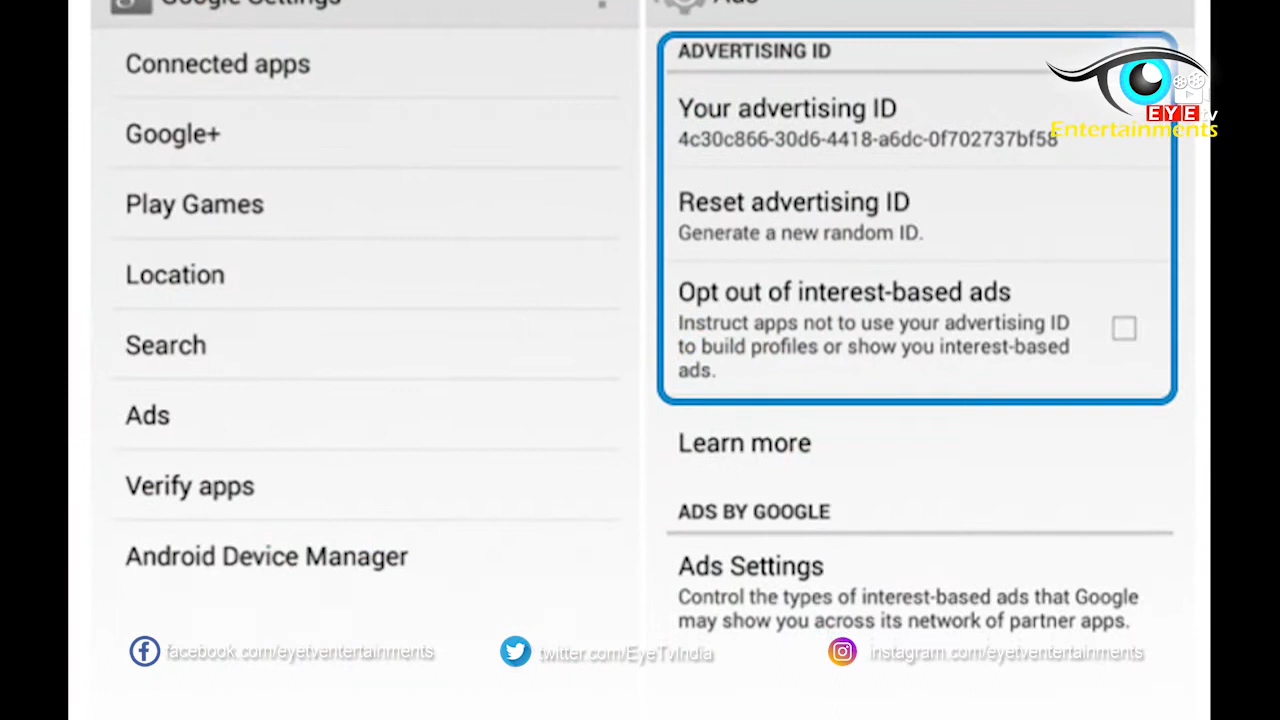 Google Settings
Connected apps
Google+
Play Games
Location
Search
Ads
Verify apps
Android Device Manager
Ads
ADVERTISING ID
Your advertising ID
4c30c866-30d6-4418-a6dc-0f702737bf58
Reset advertising ID
Generate a new random ID.
Opt out of interest-based ads
Instruct apps not to use your advertising ID
to build profiles or show you interest-based
ads.
Learn more
ADS BY GOOGLE
Ads Settings
Control the types of interest-based ads that Google
may show you across its network of partner apps.
EYE tv
Entertainments
facebook.com/eyetventertainments
twitter.com/EyeTvIndia
instagram.com/eyetventertainments